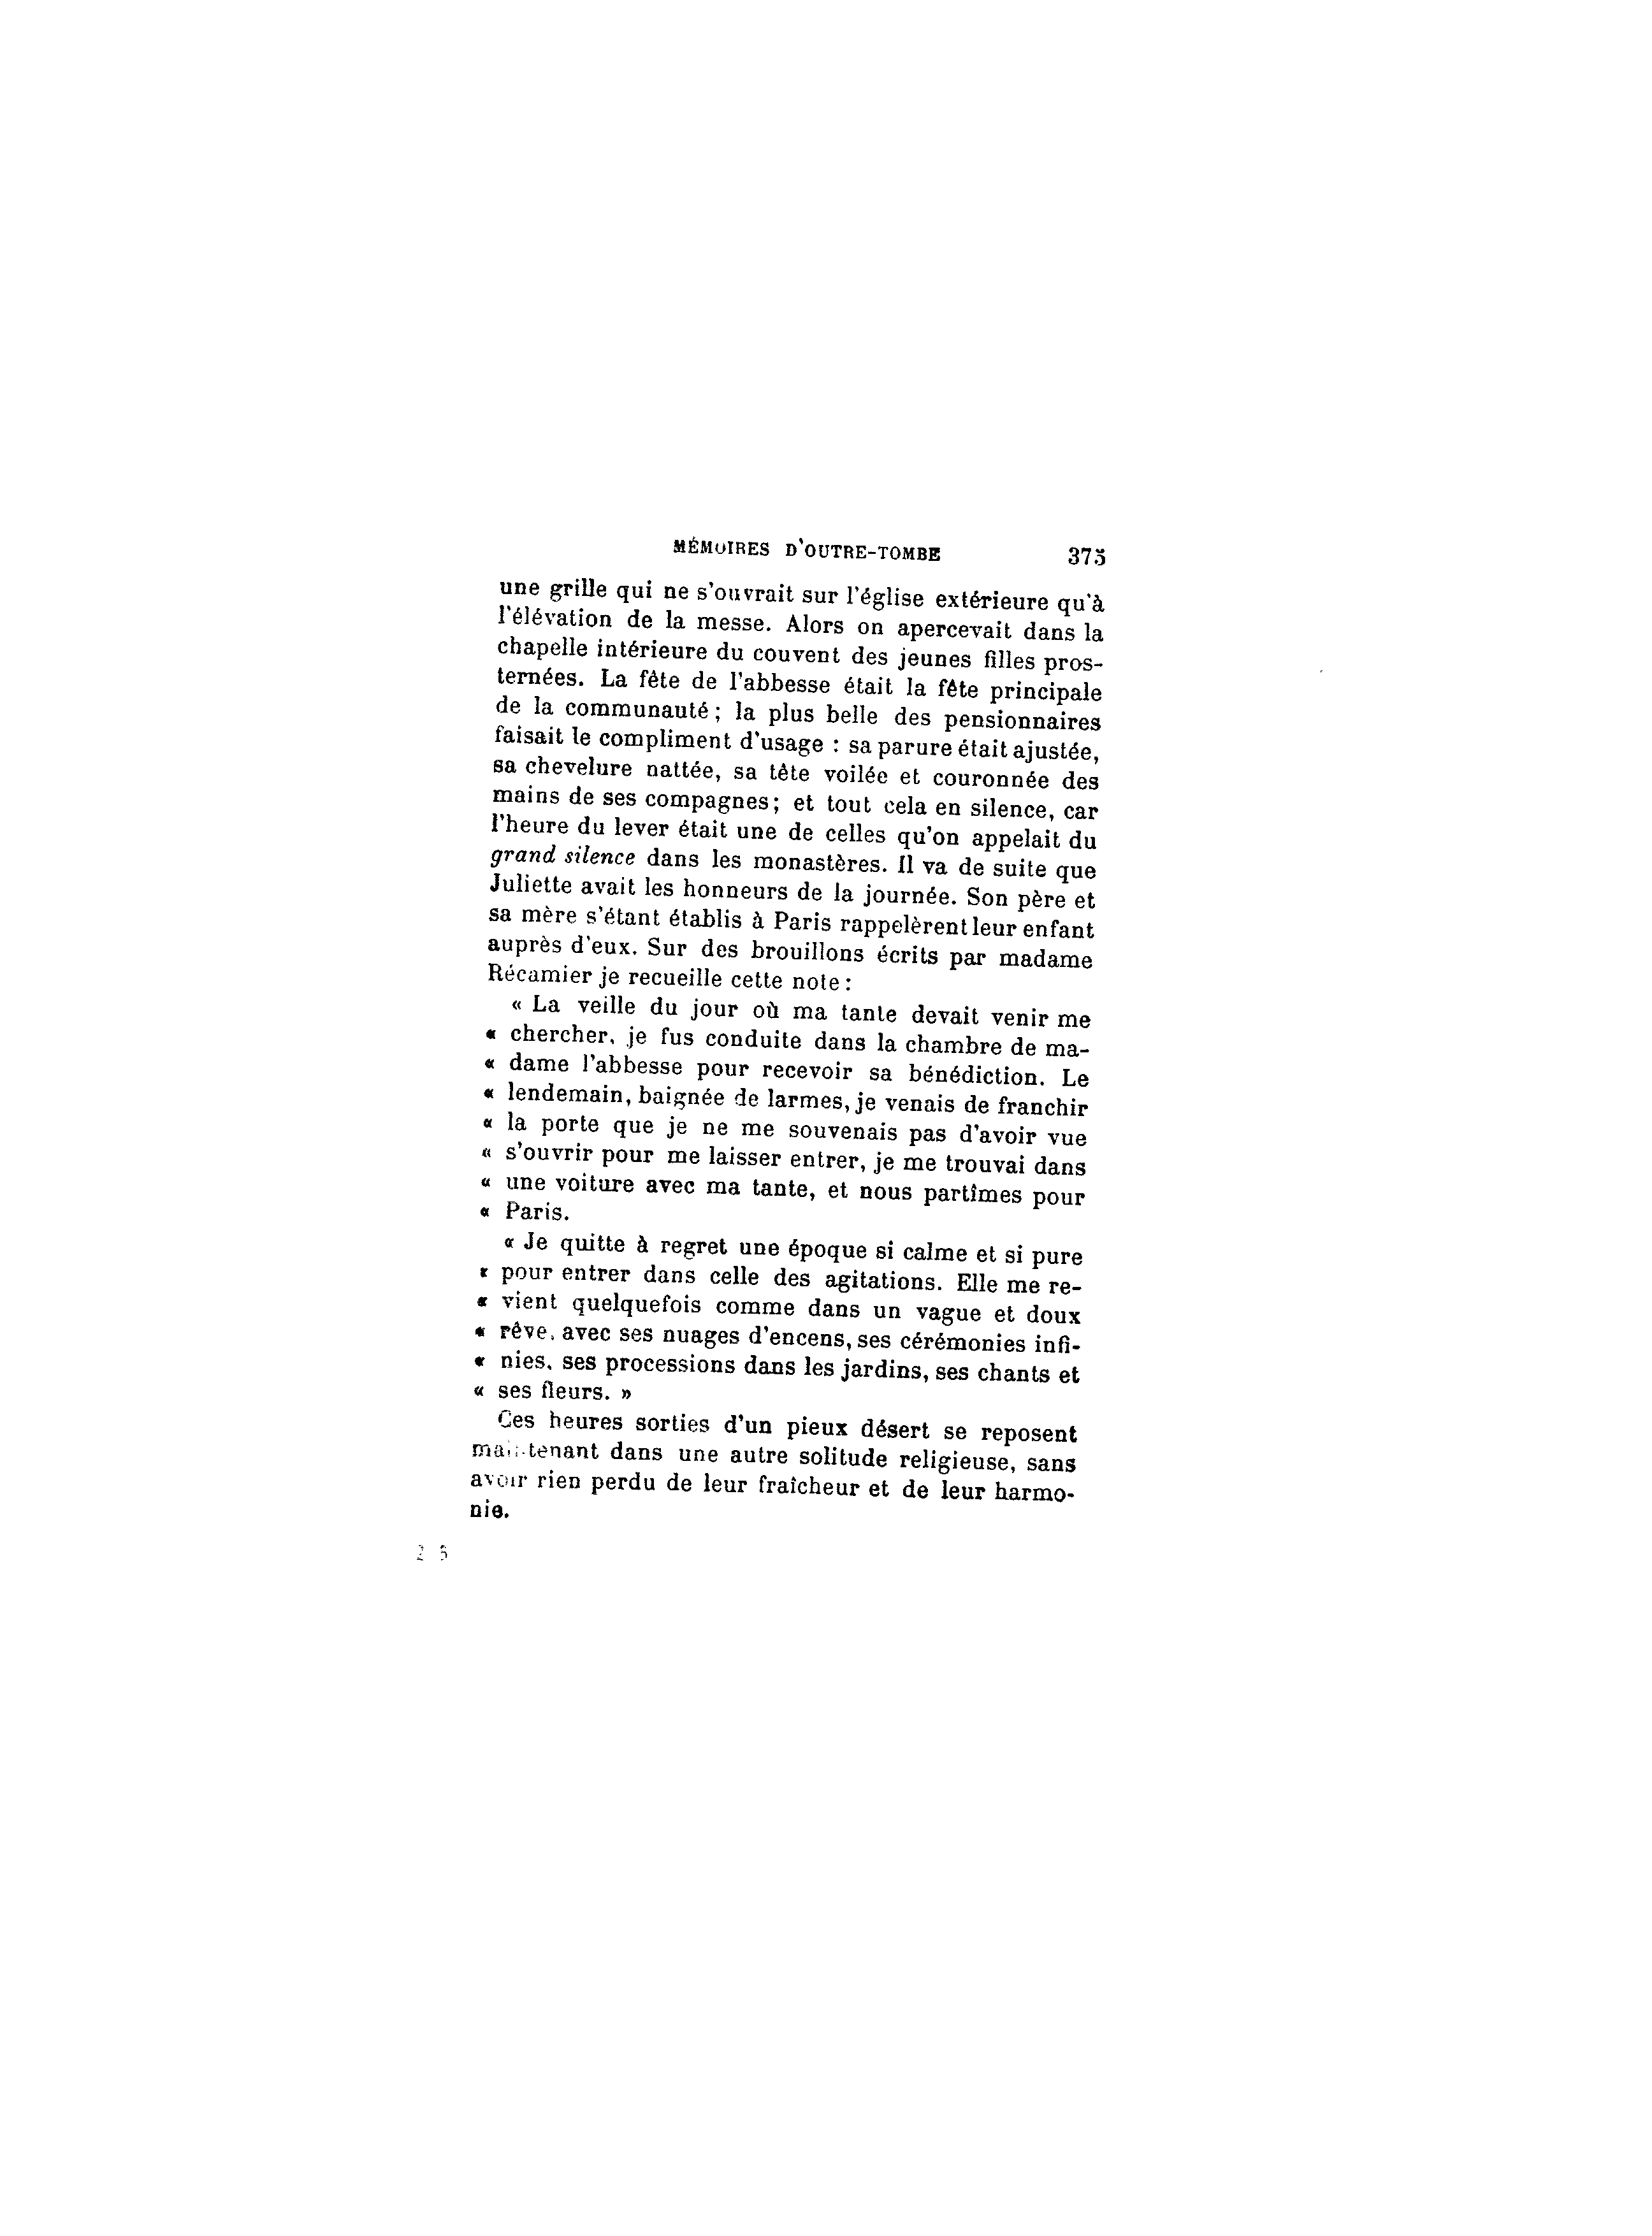 MÉMOIRES D'OUTRE-TOMBE 375
une grille qui ne s'ouvrait sur l'église extérieure qu'à
l'élévation de la messe. Alors on apercevait dans la
chapelle intérieure du couvent des jeunes filles pros-
ternées. La fête de l'abbesse était la fête principale
de la communauté; la plus belle des pensionnaires
faisait le compliment d'usage : sa parure était ajustée,
sa chevelure nattée, sa tête voilée et couronnée des
mains de ses compagnes; et tout cela en silence, car
l'heure du lever était une de celles qu'on appelait du
grand silence dans les monastères. Il va de suite que
Juliette avait les honneurs de la journée. Son père et
sa mère s'étant établis à Paris rappelèrent leur enfant
auprès d'eux. Sur des brouillons écrits par madame
Récamier je recueille cette note :
« La veille du jour où ma tante devait venir me
« chercher, je fus conduite dans la chambre de ma-
« dame l'abbesse pour recevoir sa bénédiction. Le
« lendemain, baignée de larmes, je venais de franchir
« la porte que je ne me souvenais pas d'avoir vue
« s'ouvrir pour me laisser entrer, je me trouvai dans
« une voiture avec ma tante, et nous partîmes pour
« Paris.
« Je quitte à regret une époque si calme et si pure
« pour entrer dans celle des agitations. Elle me re-
« vient quelquefois comme dans un vague et doux
« rêve, avec ses nuages d'encens, ses cérémonies infi-
« nies, ses processions dans les jardins, ses chants et
« ses fleurs. »
Ces heures sorties d'un pieux désert se reposent
maintenant dans une autre solitude religieuse, sans
avoir rien perdu de leur fraîcheur et de leur harmo-
nie.